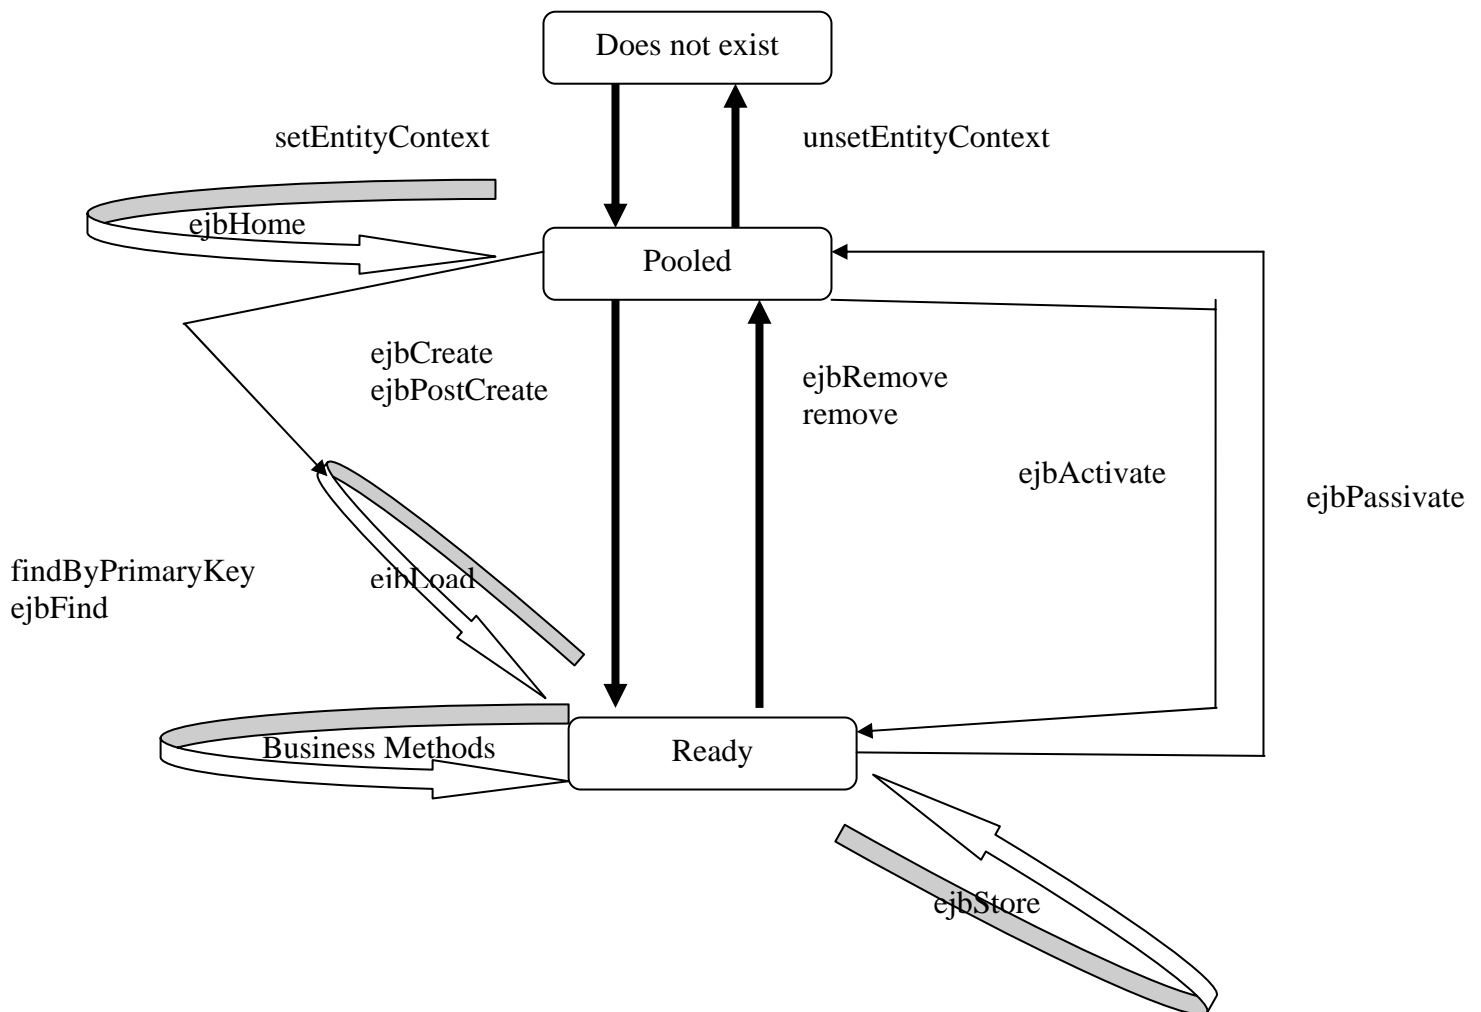 Does not exist
setEntityContext
unsetEntityContext
ejbHome
Pooled
ejbCreate
ejbPostCreate
ejbRemove
remove
ejbActivate
ejbPassivate
findByPrimaryKey
ejbFind
ejbLoad
Business Methods
Ready
ejbStore